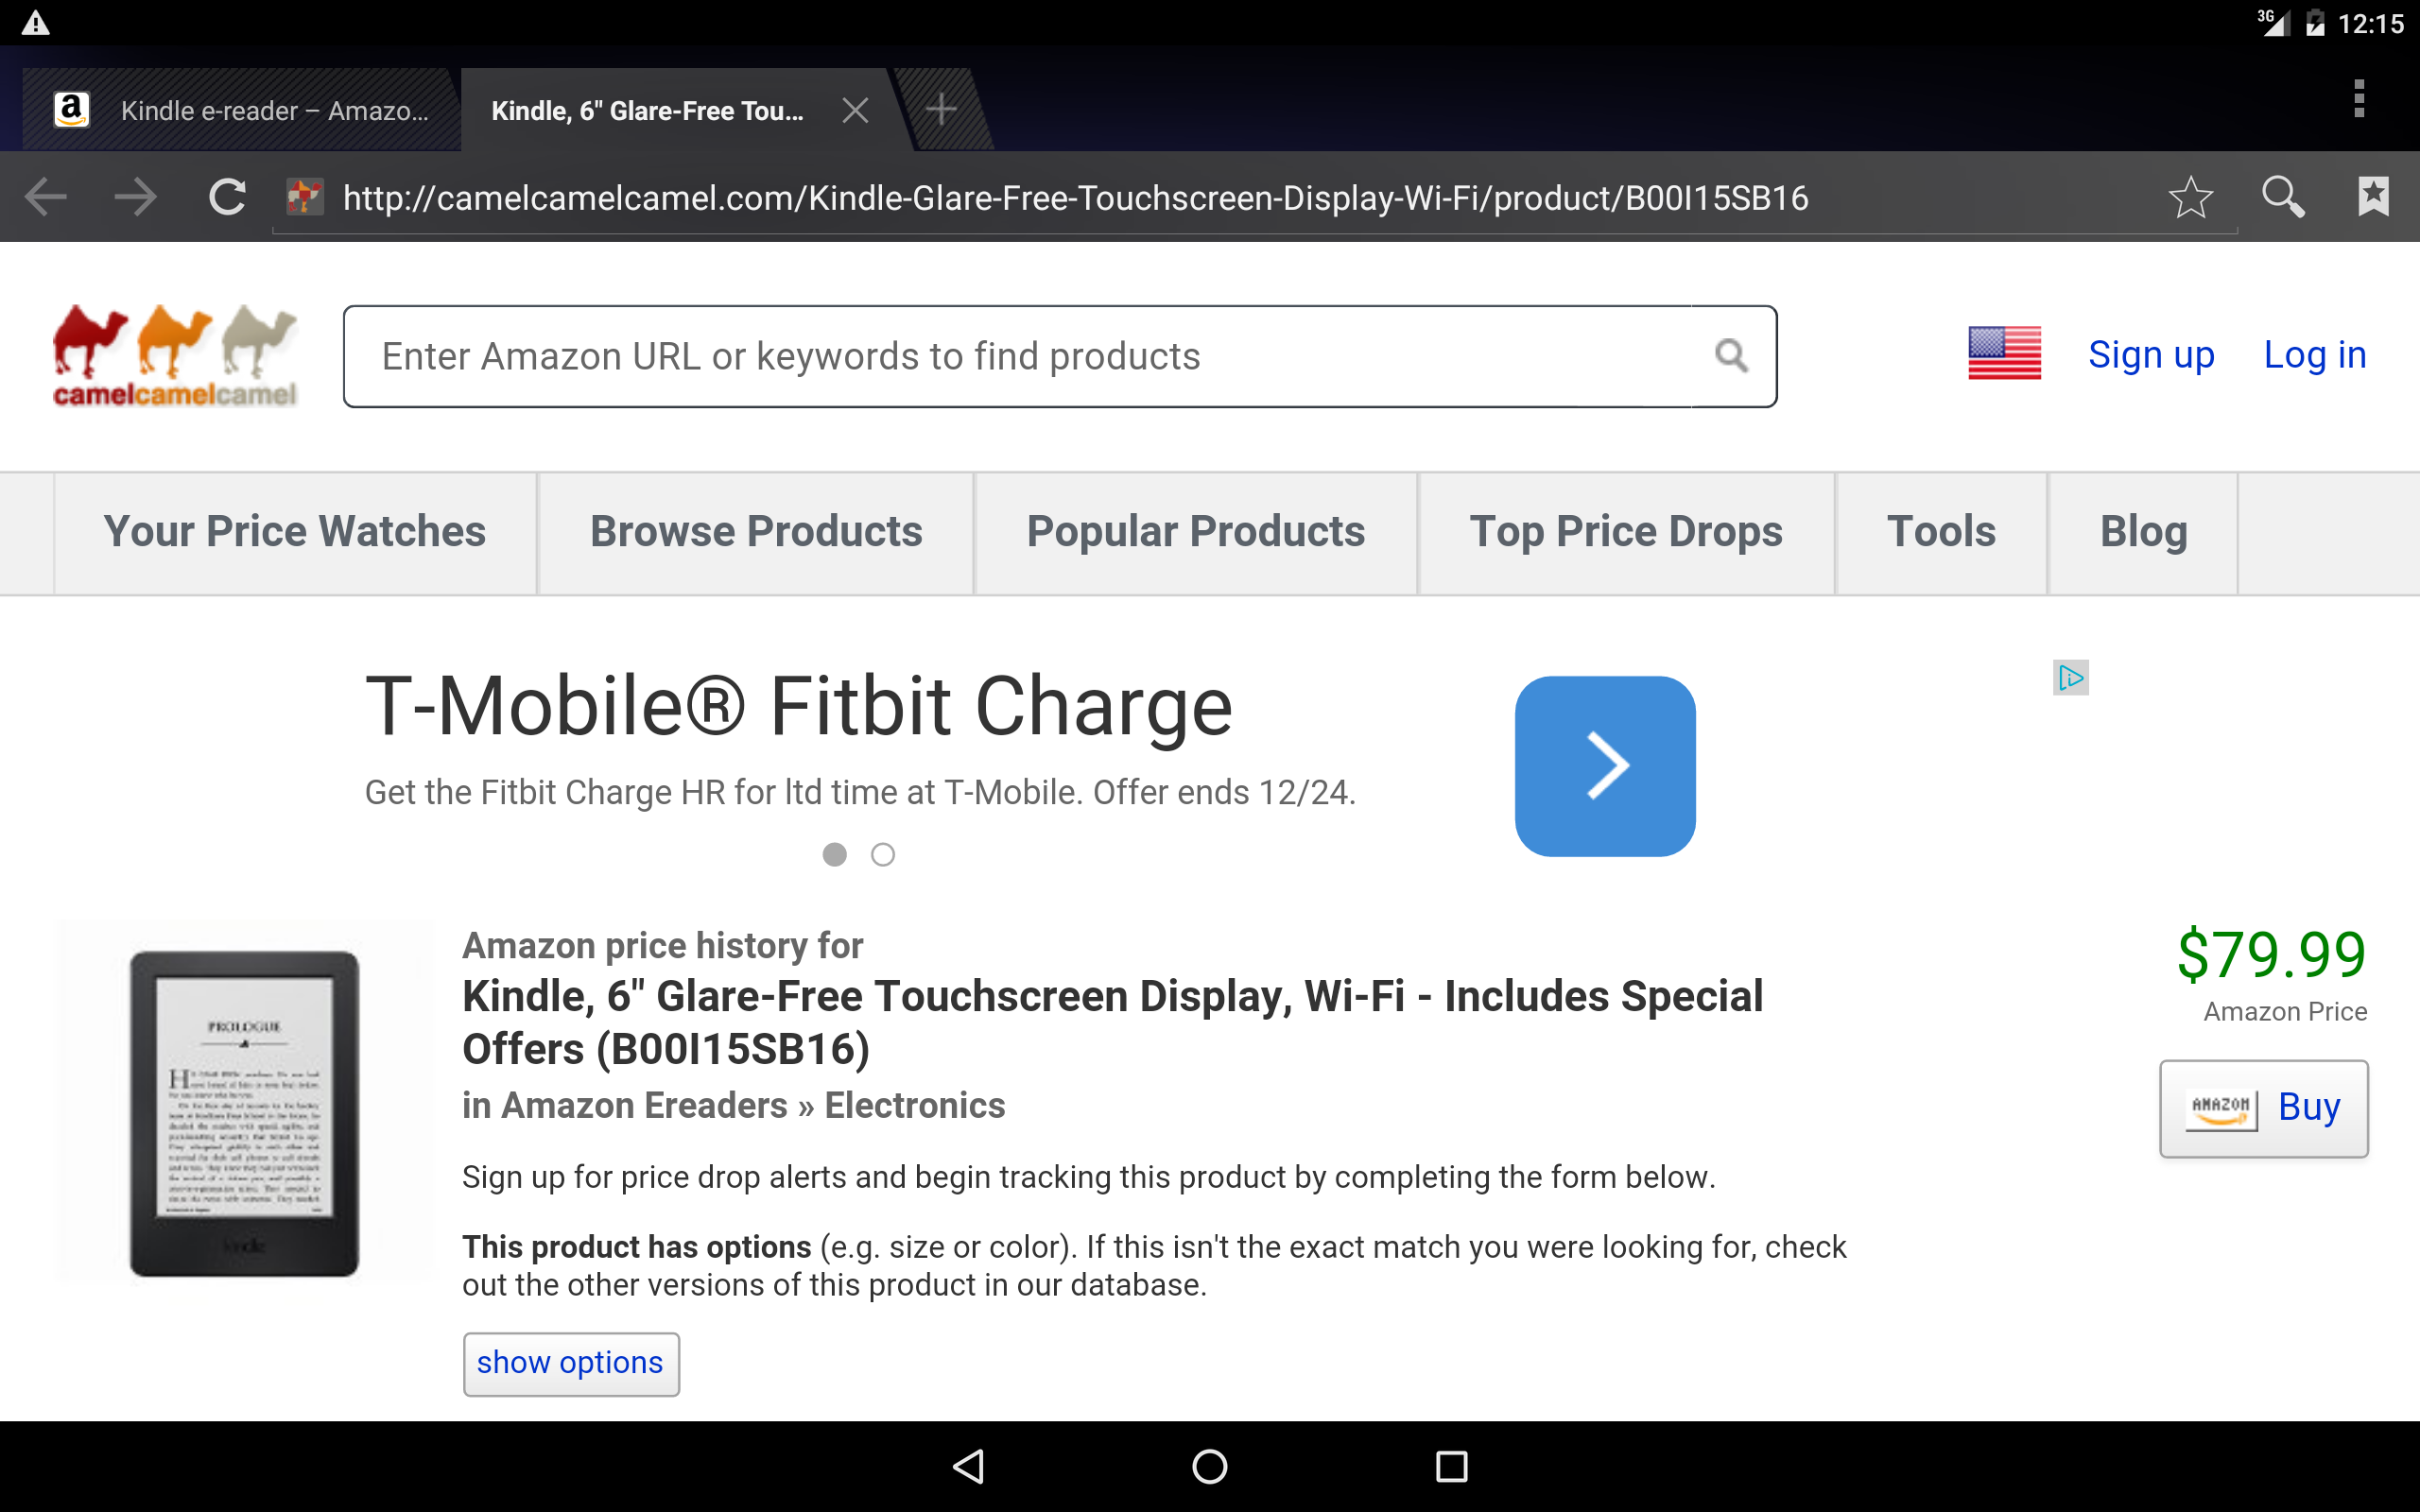 3G 12:15
Kindle e-reader – Amazo...
Kindle, 6" Glare-Free Tou...
http://camelcamelcamel.com/Kindle-Glare-Free-Touchscreen-Display-Wi-Fi/product/B00I15SB16
camelcamelcamel
Enter Amazon URL or keywords to find products
Sign up
Log in
Your Price Watches
Browse Products
Popular Products
Top Price Drops
Tools
Blog
T-Mobile® Fitbit Charge
Get the Fitbit Charge HR for ltd time at T-Mobile. Offer ends 12/24.
PROLOGUE
kindle
Amazon price history for
Kindle, 6" Glare-Free Touchscreen Display, Wi-Fi - Includes Special
Offers (B00I15SB16)
in Amazon Ereaders » Electronics
$79.99
Amazon Price
AMAZON Buy
Sign up for price drop alerts and begin tracking this product by completing the form below.
This product has options (e.g. size or color). If this isn't the exact match you were looking for, check
out the other versions of this product in our database.
show options